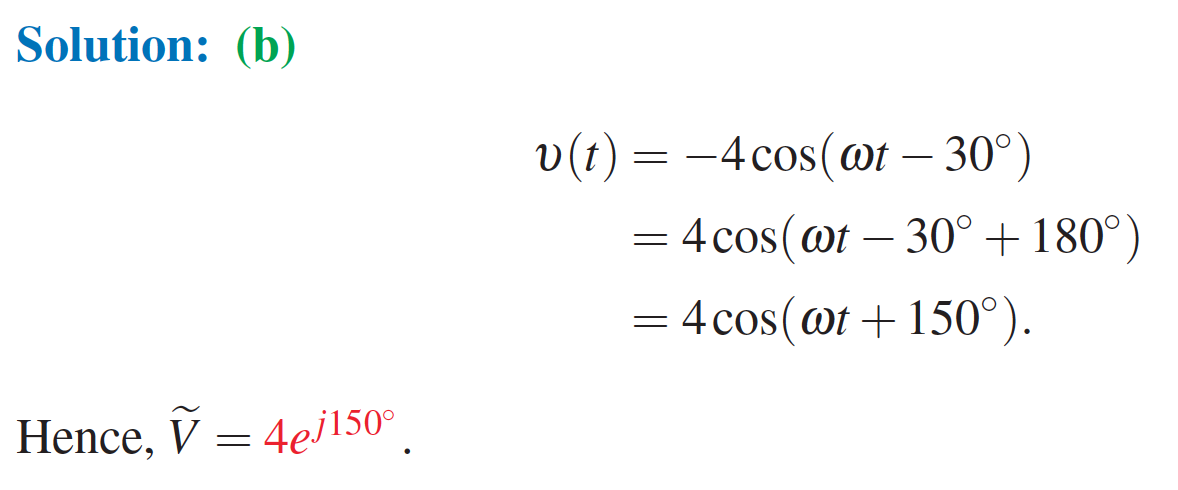 Solution: (b)
υ(t) = −4 cos(ωt − 30°)
= 4 cos(ωt − 30° + 180°)
= 4 cos(ωt + 150°).
Hence, Ṽ = 4e^{j150°}.